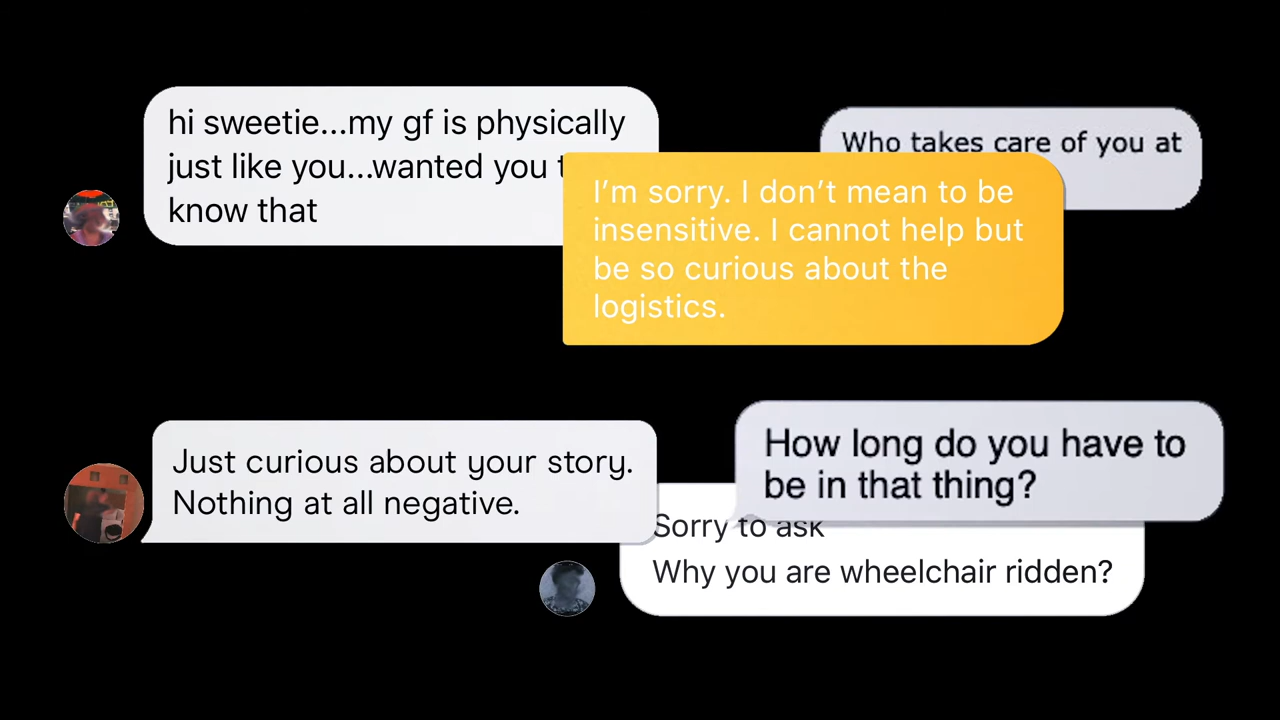 hi sweetie...my gf is physically
just like you...wanted you
know that
Who takes care of you at
I'm sorry. I don't mean to be
insensitive. I cannot help but
be so curious about the
logistics.
Just curious about your story.
Nothing at all negative.
How long do you have to
be in that thing?
Sorry to ask
Why you are wheelchair ridden?